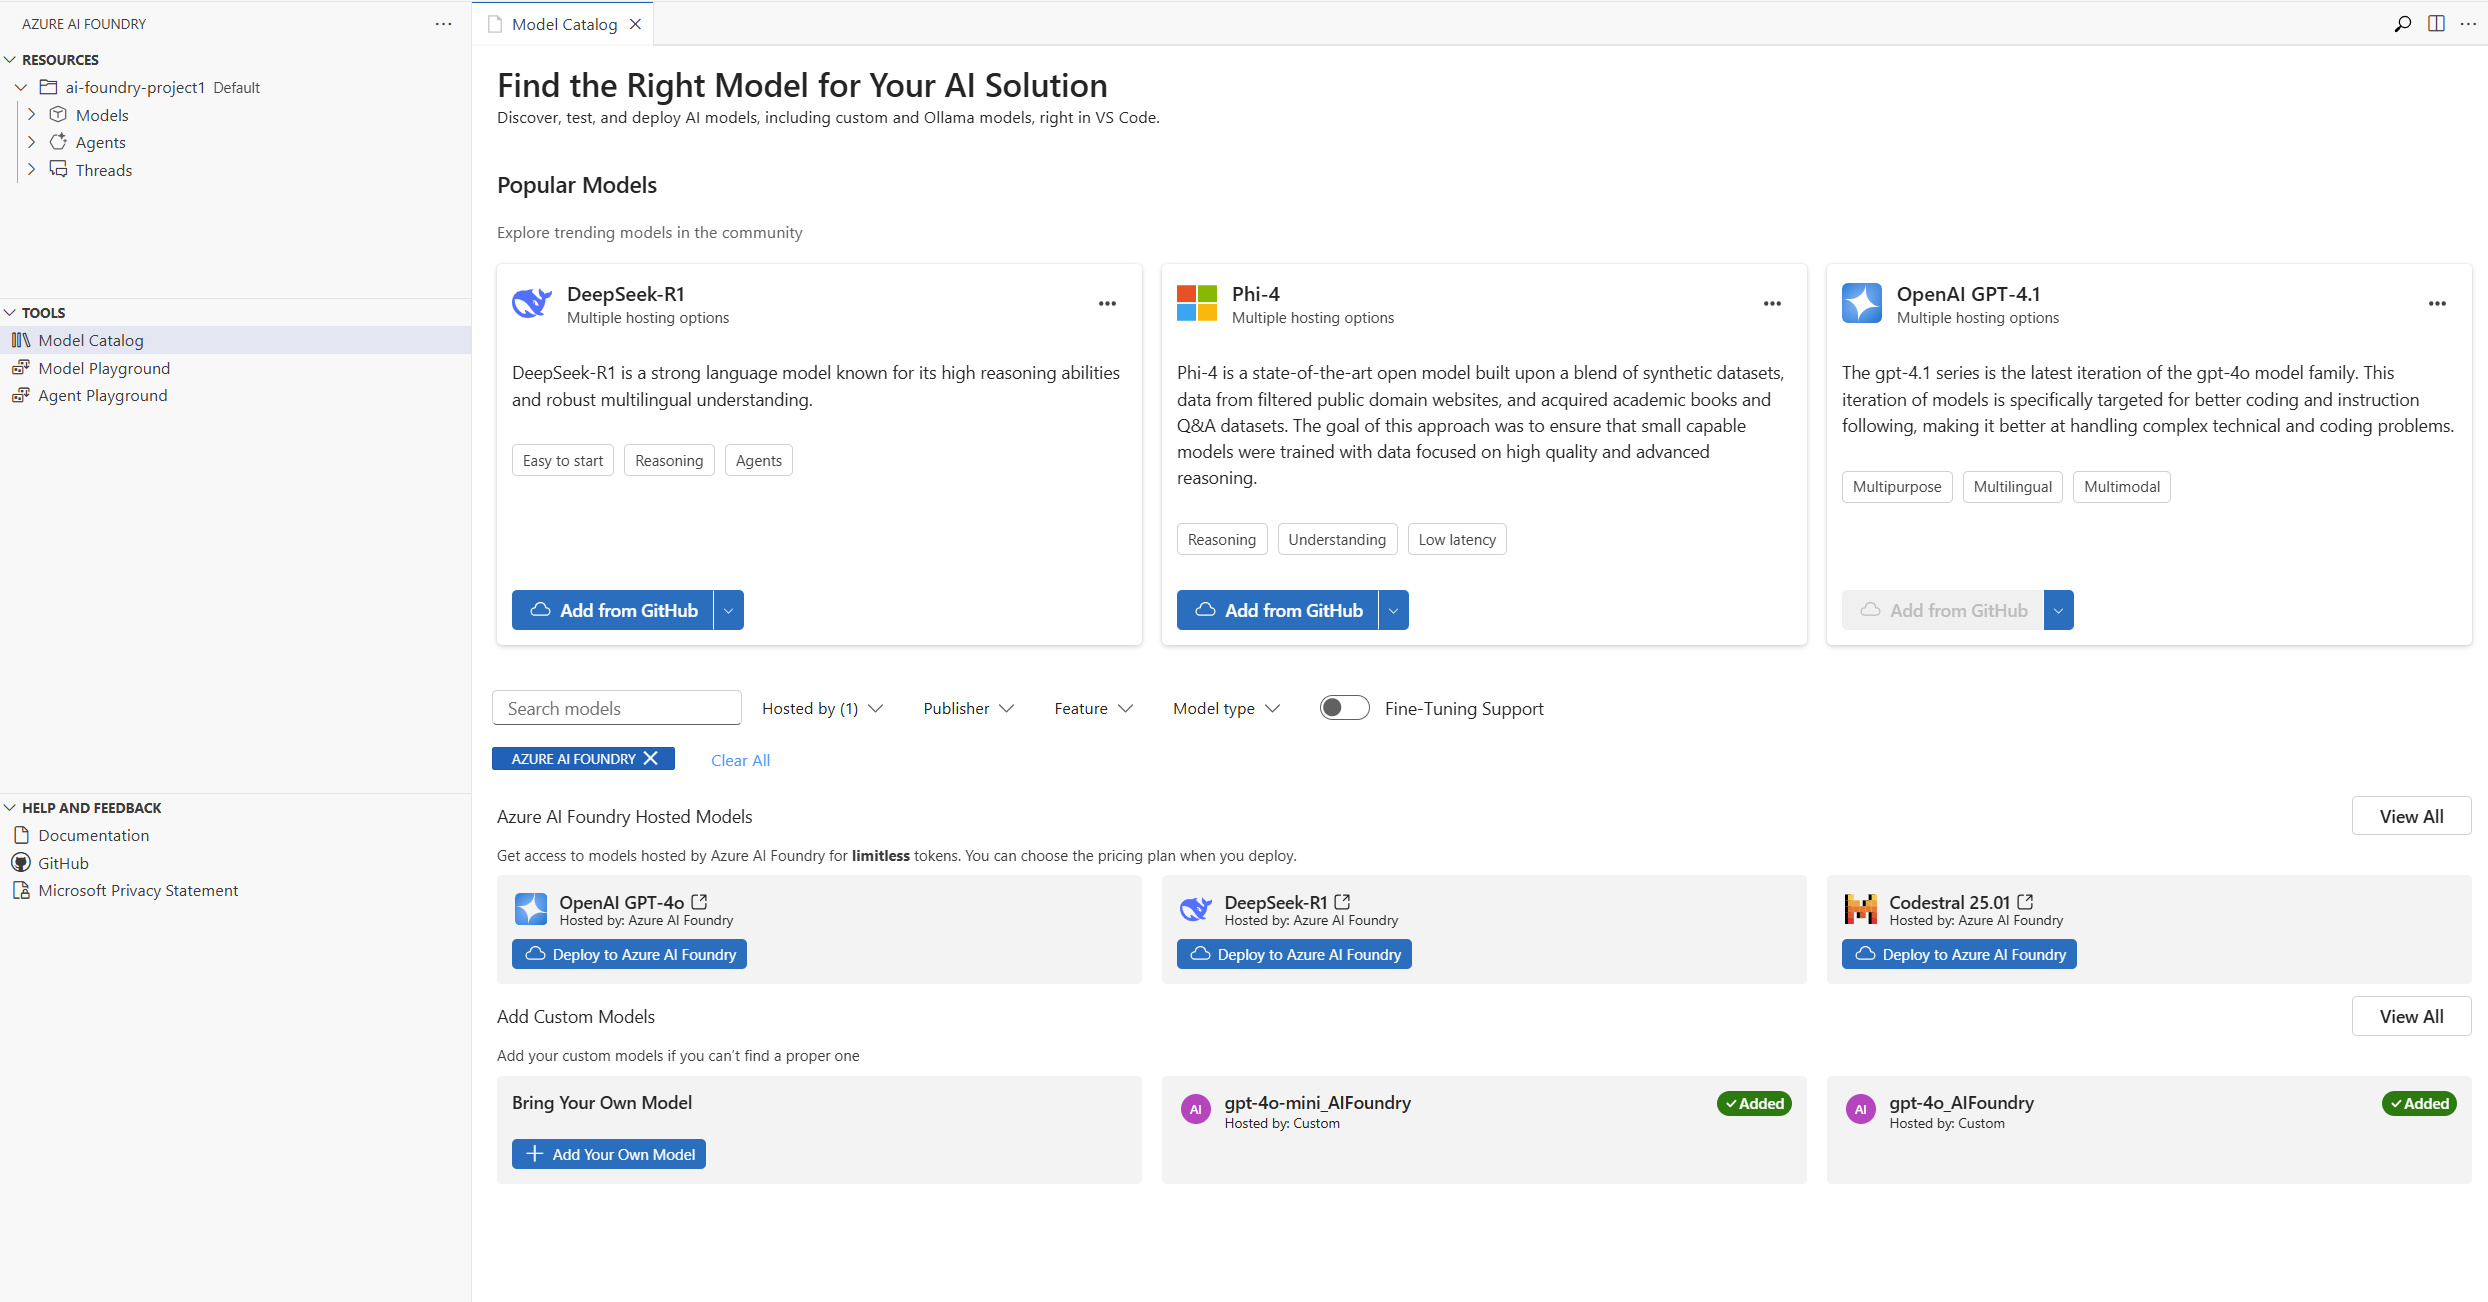 AZURE AI FOUNDRY
RESOURCES
ai-foundry-project1 Default
Models
Agents
Threads
TOOLS
Model Catalog
Model Playground
Agent Playground
HELP AND FEEDBACK
Documentation
GitHub
Microsoft Privacy Statement
Model Catalog
Find the Right Model for Your AI Solution
Discover, test, and deploy AI models, including custom and Ollama models, right in VS Code.
Popular Models
Explore trending models in the community
DeepSeek-R1
Multiple hosting options
DeepSeek-R1 is a strong language model known for its high reasoning abilities
and robust multilingual understanding.
Easy to start Reasoning Agents
Add from GitHub
Phi-4
Multiple hosting options
Phi-4 is a state-of-the-art open model built upon a blend of synthetic datasets,
data from filtered public domain websites, and acquired academic books and
Q&A datasets. The goal of this approach was to ensure that small capable
models were trained with data focused on high quality and advanced
reasoning.
Reasoning Understanding Low latency
Add from GitHub
OpenAI GPT-4.1
Multiple hosting options
The gpt-4.1 series is the latest iteration of the gpt-4o model family. This
iteration of models is specifically targeted for better coding and instruction
following, making it better at handling complex technical and coding problems.
Multipurpose Multilingual Multimodal
Add from GitHub
Search models Hosted by (1) Publisher Feature Model type Fine-Tuning Support
AZURE AI FOUNDRY Clear All
Azure AI Foundry Hosted Models View All
Get access to models hosted by Azure AI Foundry for limitless tokens. You can choose the pricing plan when you deploy.
OpenAI GPT-4o
Hosted by: Azure AI Foundry
Deploy to Azure AI Foundry
DeepSeek-R1
Hosted by: Azure AI Foundry
Deploy to Azure AI Foundry
Codestral 25.01
Hosted by: Azure AI Foundry
Deploy to Azure AI Foundry
Add Custom Models View All
Add your custom models if you can't find a proper one
Bring Your Own Model
Add Your Own Model
AI gpt-4o-mini_AIFoundry Added
Hosted by: Custom
AI gpt-4o_AIFoundry Added
Hosted by: Custom